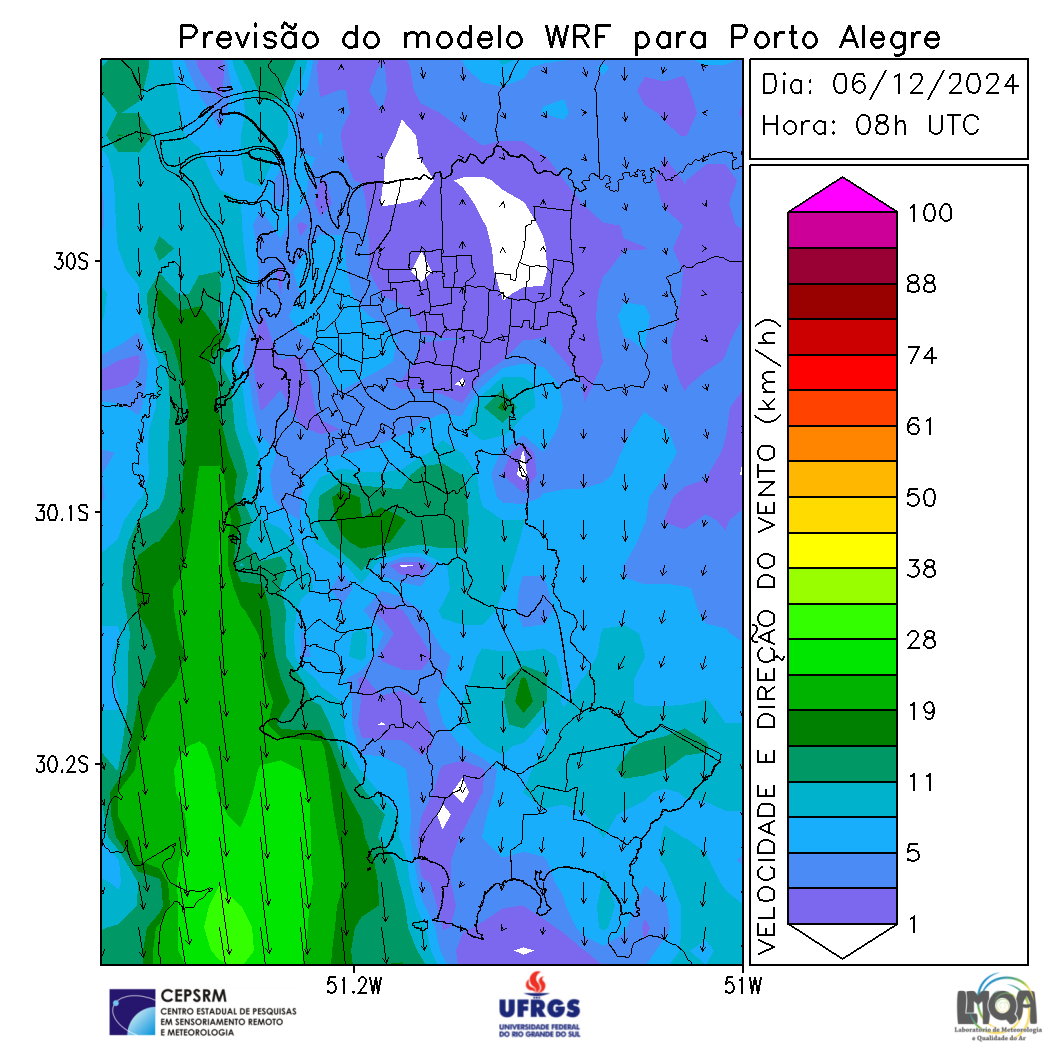 Previsão do modelo WRF para Porto Alegre
Dia: 06/12/2024
Hora: 08h UTC
30S
30.1S
30.2S
51.2W
51W
VELOCIDADE E DIREÇÃO DO VENTO (km/h)
100
88
74
61
50
38
28
19
11
5
1
CEPSRM
CENTRO ESTADUAL DE PESQUISAS
EM SENSORIAMENTO REMOTO
E METEOROLOGIA
UFRGS
UNIVERSIDADE FEDERAL
DO RIO GRANDE DO SUL
LMQA
Laboratório de Meteorologia
e Qualidade do Ar